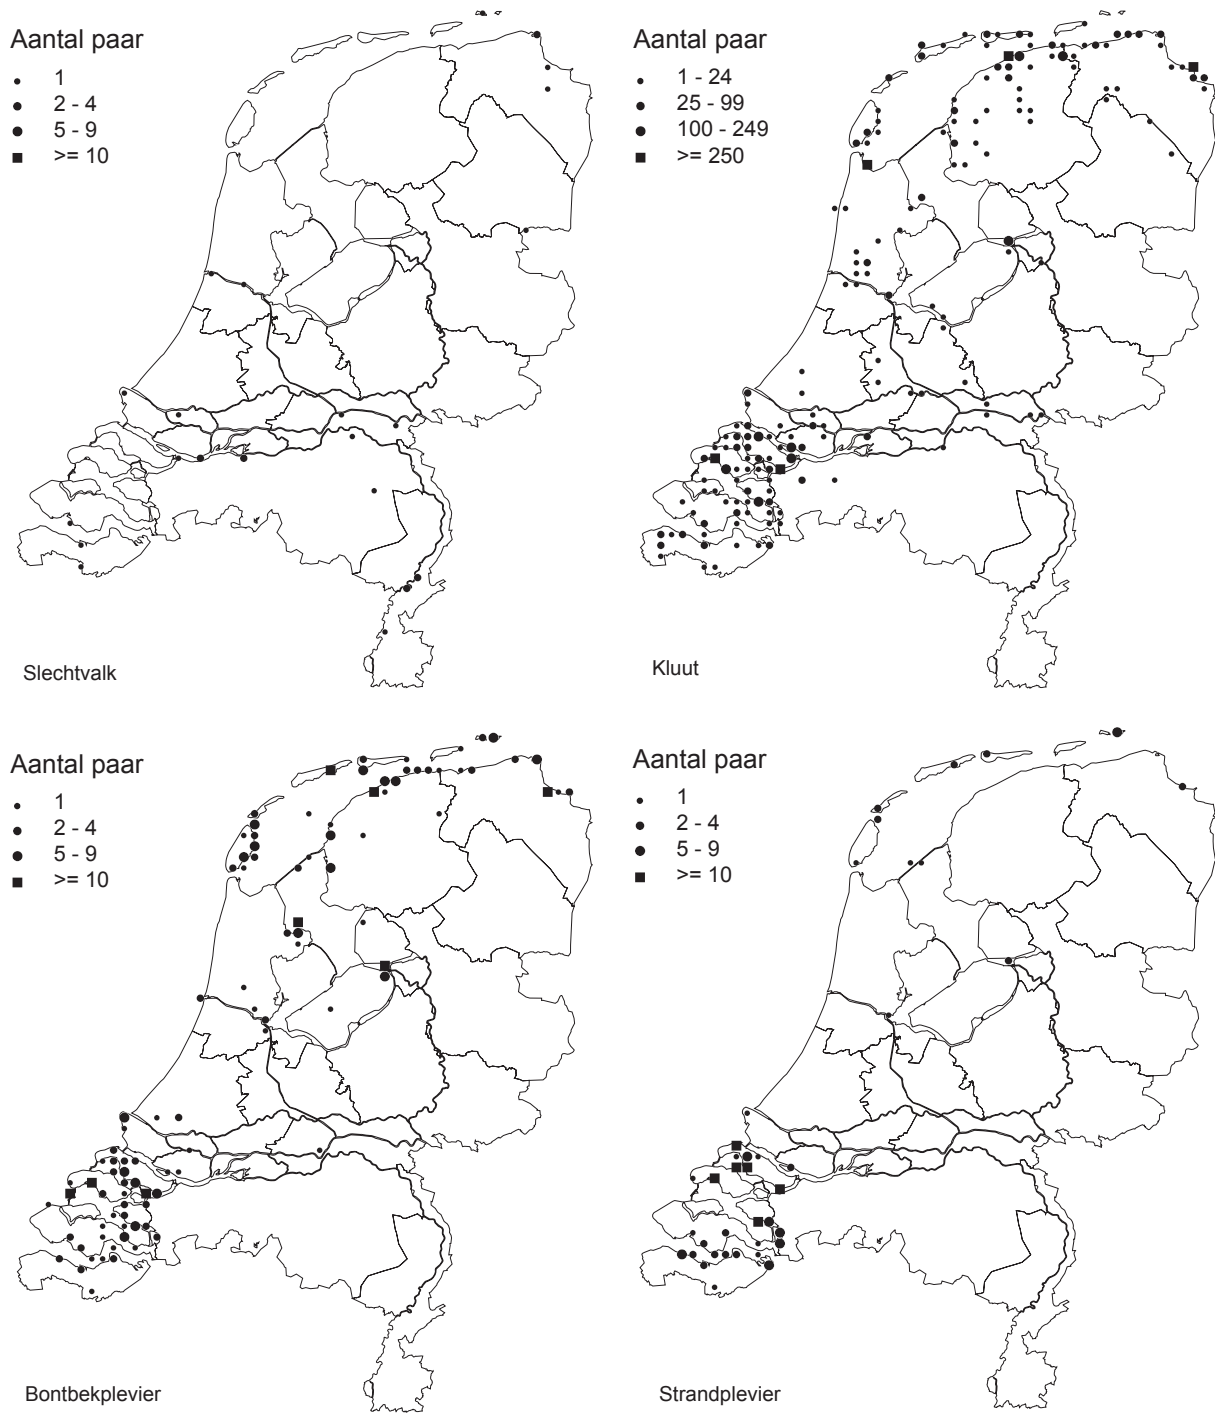 Aantal paar
1
2 - 4
5 - 9
>= 10
Slechtvalk
Aantal paar
1 - 24
25 - 99
100 - 249
>= 250
Kluut
Aantal paar
1
2 - 4
5 - 9
>= 10
Bontbekplevier
Aantal paar
1
2 - 4
5 - 9
>= 10
Strandplevier